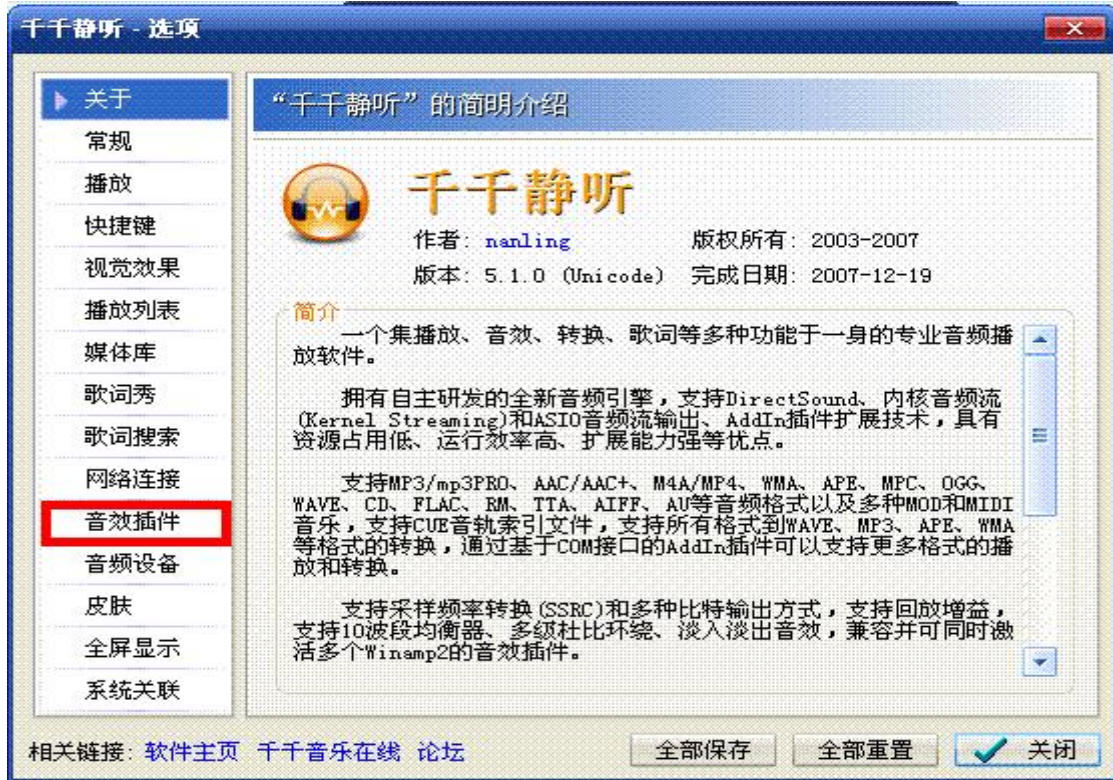 千千静听 - 选项
关于
常规
播放
快捷键
视觉效果
播放列表
媒体库
歌词秀
歌词搜索
网络连接
音效插件
音频设备
皮肤
全屏显示
系统关联
“千千静听”的简明介绍
千千静听
作者: nanling 版权所有: 2003-2007
版本: 5.1.0 (Unicode) 完成日期: 2007-12-19
简介
一个集播放、音效、转换、歌词等多种功能于一身的专业音频播
放软件。
拥有自主研发的全新音频引擎，支持DirectSound、内核音频流
(Kernel Streaming)和ASIO音频流输出、AddIn插件扩展技术，具有
资源占用低、运行效率高、扩展能力强等优点。
支持MP3/mp3PRO、AAC/AAC+、M4A/MP4、WMA、APE、MPC、OGG、
WAVE、CD、FLAC、RM、TTA、AIFF、AU等音频格式以及多种MOD和MIDI
音乐，支持CUE音轨索引文件，支持所有格式到WAVE、MP3、APE、WMA
等格式的转换，通过基于COM接口的AddIn插件可以支持更多格式的播
放和转换。
支持采样频率转换(SSRC)和多种比特输出方式，支持回放增益，
支持10波段均衡器、多级杜比环绕、淡入淡出音效，兼容并可同时激
活多个Winamp2的音效插件。
相关链接: 软件主页 千千音乐在线 论坛 全部保存 全部重置 关闭